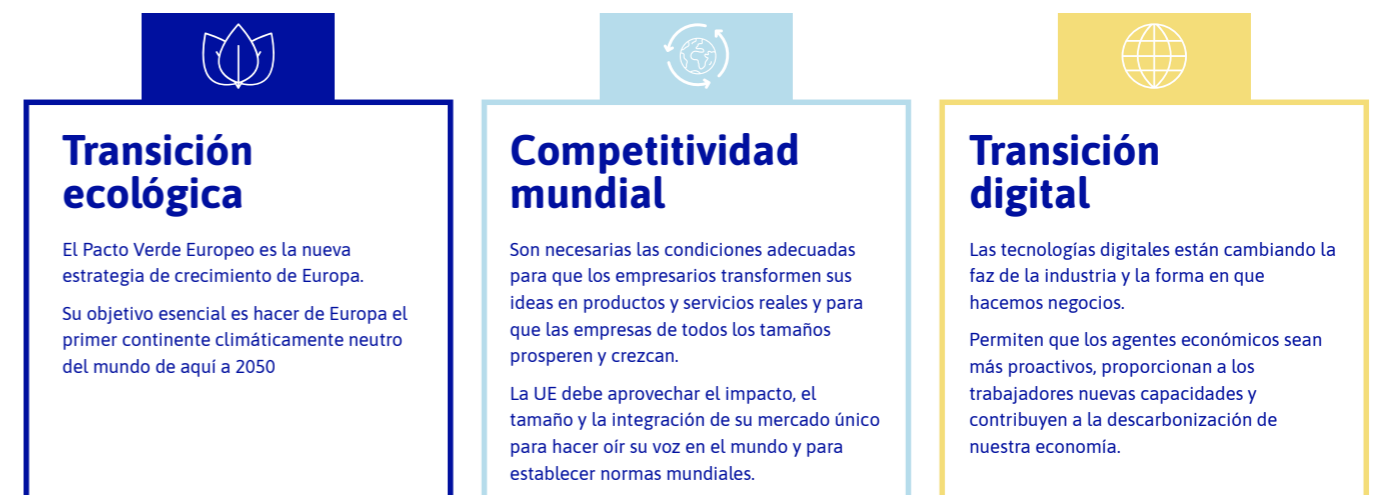 Transición
ecológica
El Pacto Verde Europeo es la nueva
estrategia de crecimiento de Europa.
Su objetivo esencial es hacer de Europa el
primer continente climáticamente neutro
del mundo de aquí a 2050
Competitividad
mundial
Son necesarias las condiciones adecuadas
para que los empresarios transformen sus
ideas en productos y servicios reales y para
que las empresas de todos los tamaños
prosperen y crezcan.
La UE debe aprovechar el impacto, el
tamaño y la integración de su mercado único
para hacer oír su voz en el mundo y para
establecer normas mundiales.
Transición
digital
Las tecnologías digitales están cambiando la
faz de la industria y la forma en que
hacemos negocios.
Permiten que los agentes económicos sean
más proactivos, proporcionan a los
trabajadores nuevas capacidades y
contribuyen a la descarbonización de
nuestra economía.